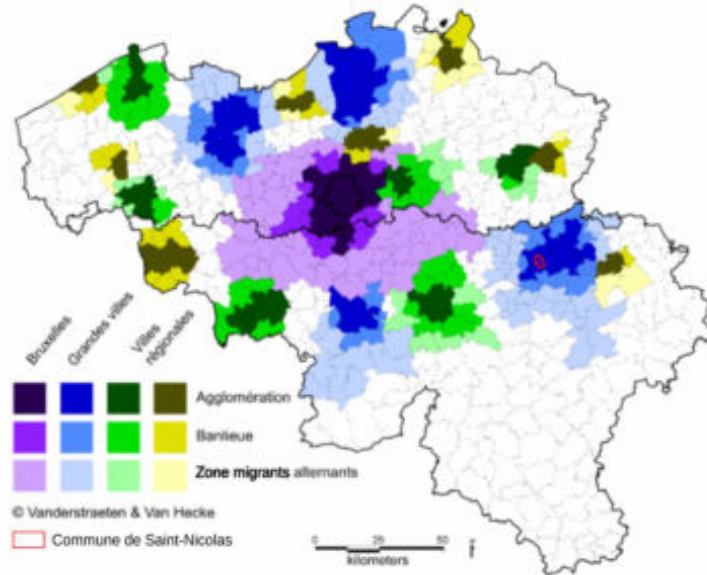 Bruxelles
Grandes villes
Villes
régionales
Agglomération
Banlieue
Zone migrants alternants
© Vanderstraeten & Van Hecke
Commune de Saint-Nicolas
0 25 50
kilometers